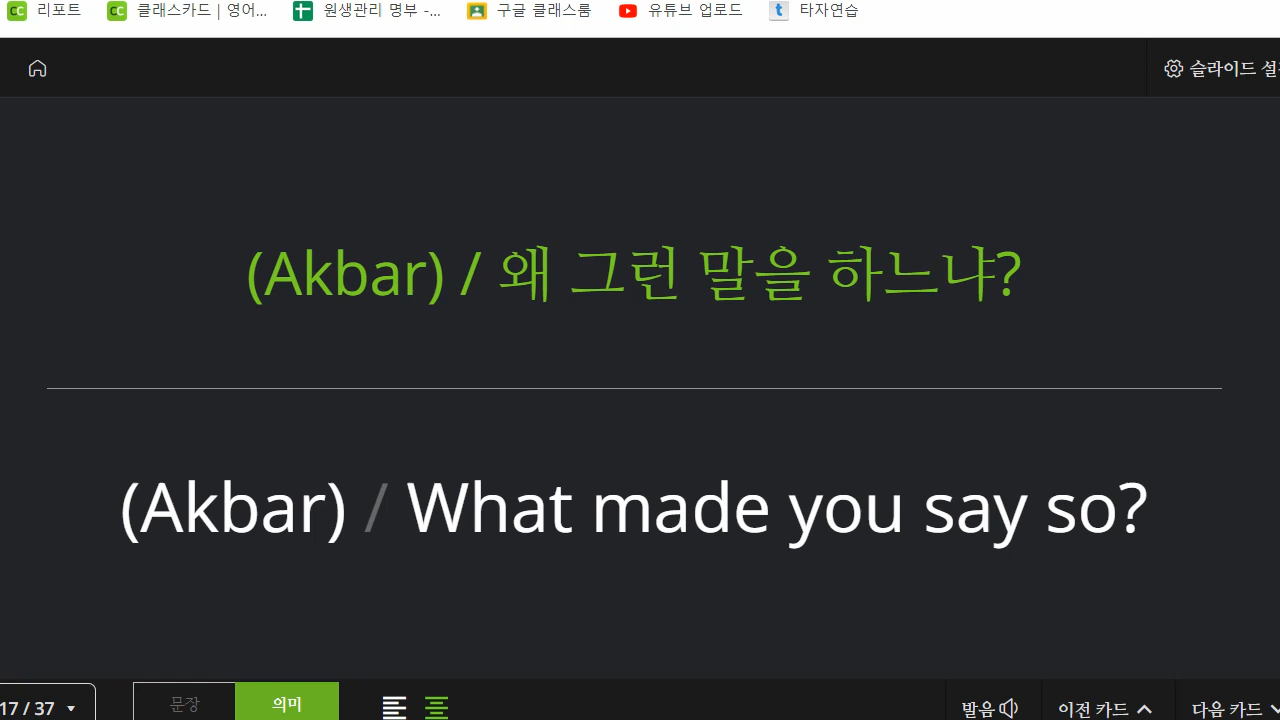 리포트 클래스카드 | 영어... 원생관리 명부 -... 구글 클래스룸 유튜브 업로드 타자연습
슬라이드
(Akbar) / 왜 그런 말을 하느냐?
(Akbar) / What made you say so?
17 / 37 문장 의미 발음 이전 카드 다음 카드